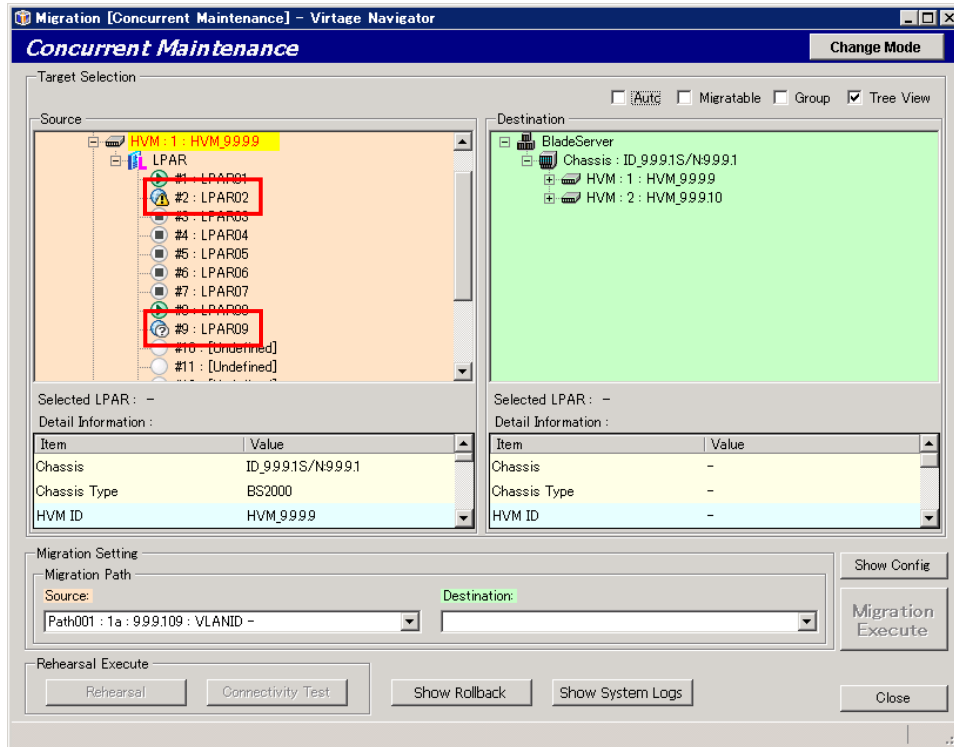 Migration [Concurrent Maintenance] - Virtage Navigator
Concurrent Maintenance
Change Mode
Target Selection
Auto Migratable Group Tree View
Source
HVM : 1 : HVM_9.9.9.9
LPAR
#1 : LPAR01
#2 : LPAR02
#3 : LPAR03
#4 : LPAR04
#5 : LPAR05
#6 : LPAR06
#7 : LPAR07
#8 : LPAR08
#9 : LPAR09
#10 : [Undefined]
#11 : [Undefined]
Destination
BladeServer
Chassis : ID_9.9.9.1S/N:9.9.9.1
HVM : 1 : HVM_9.9.9.9
HVM : 2 : HVM_9.9.9.10
Selected LPAR : -
Detail Information :
Item Value
Chassis ID_9.9.9.1S/N:9.9.9.1
Chassis Type BS2000
HVM ID HVM_9.9.9.9
Selected LPAR : -
Detail Information :
Item Value
Chassis -
Chassis Type -
HVM ID -
Migration Setting
Migration Path
Source:
Path001 : 1a : 9.9.9.109 : VLANID -
Destination:
Show Config
Migration
Execute
Rehearsal Execute
Rehearsal Connectivity Test
Show Rollback Show System Logs
Close